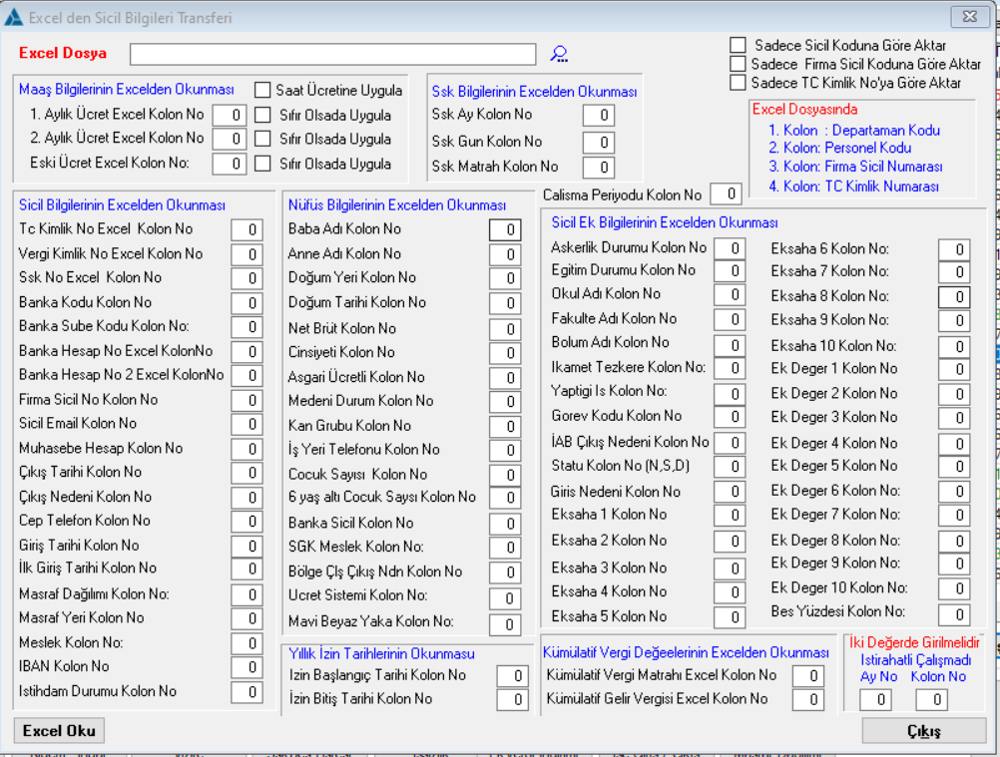 Excel den Sicil Bilgileri Transferi
Excel Dosya
Sadece Sicil Koduna Göre Aktar
Sadece Firma Sicil Koduna Göre Aktar
Sadece TC Kimlik No'ya Göre Aktar
Maaş Bilgilerinin Excelden Okunması
Saat Ücretine Uygula
1. Aylık Ücret Excel Kolon No 0 Sıfır Olsada Uygula
2. Aylık Ücret Excel Kolon No 0 Sıfır Olsada Uygula
Eski Ücret Excel Kolon No: 0 Sıfır Olsada Uygula
Ssk Bilgilerinin Excelden Okunması
Ssk Ay Kolon No 0
Ssk Gun Kolon No 0
Ssk Matrah Kolon No 0
Excel Dosyasında
1. Kolon : Departaman Kodu
2. Kolon: Personel Kodu
3. Kolon: Firma Sicil Numarası
4. Kolon: TC Kimlik Numarası
Calisma Periyodu Kolon No 0
Sicil Bilgilerinin Excelden Okunması
Tc Kimlik No Excel Kolon No 0
Vergi Kimlik No Excel Kolon No 0
Ssk No Excel Kolon No 0
Banka Kodu Kolon No 0
Banka Sube Kodu Kolon No: 0
Banka Hesap No Excel KolonNo 0
Banka Hesap No 2 Excel KolonNo 0
Firma Sicil No Kolon No 0
Sicil Email Kolon No 0
Muhasebe Hesap Kolon No 0
Çıkış Tarihi Kolon No 0
Çıkış Nedeni Kolon No 0
Cep Telefon Kolon No 0
Giriş Tarihi Kolon No 0
İlk Giriş Tarihi Kolon No 0
Masraf Dağılımı Kolon No: 0
Masraf Yeri Kolon No 0
Meslek Kolon No: 0
IBAN Kolon No 0
Istihdam Durumu Kolon No 0
Nüfüs Bilgilerinin Excelden Okunması
Baba Adı Kolon No 0
Anne Adı Kolon No 0
Doğum Yeri Kolon No 0
Doğum Tarihi Kolon No 0
Net Brüt Kolon No 0
Cinsiyeti Kolon No 0
Asgari Ücretli Kolon No 0
Medeni Durum Kolon No 0
Kan Grubu Kolon No 0
İş Yeri Telefonu Kolon No 0
Cocuk Sayısı Kolon No 0
6 yaş altı Cocuk Saysı Kolon No 0
Banka Sicil Kolon No 0
SGK Meslek Kolon No: 0
Bölge Çlş Çıkış Ndn Kolon No 0
Ucret Sistemi Kolon No: 0
Mavi Beyaz Yaka Kolon No: 0
Yıllık İzin Tarihlerinin Okunması
Izin Başlangıç Tarihi Kolon No 0
İzin Bitiş Tarihi Kolon No 0
Sicil Ek Bilgilerinin Excelden Okunması
Askerlik Durumu Kolon No 0
Egitim Durumu Kolon No 0
Okul Adı Kolon No 0
Fakulte Adı Kolon No 0
Bolum Adı Kolon No 0
Ikamet Tezkere Kolon No: 0
Yaptigi Is Kolon No: 0
Gorev Kodu Kolon No 0
İAB Çıkış Nedeni Kolon No 0
Statu Kolon No (N,S,D) 0
Giris Nedeni Kolon No 0
Eksaha 1 Kolon No 0
Eksaha 2 Kolon No 0
Eksaha 3 Kolon No 0
Eksaha 4 Kolon No 0
Eksaha 5 Kolon No 0
Eksaha 6 Kolon No: 0
Eksaha 7 Kolon No: 0
Eksaha 8 Kolon No: 0
Eksaha 9 Kolon No: 0
Eksaha 10 Kolon No: 0
Ek Deger 1 Kolon No 0
Ek Deger 2 Kolon No 0
Ek Deger 3 Kolon No 0
Ek Deger 4 Kolon No 0
Ek Deger 5 Kolon No 0
Ek Deger 6 Kolon No: 0
Ek Deger 7 Kolon No: 0
Ek Deger 8 Kolon No: 0
Ek Deger 9 Kolon No: 0
Ek Deger 10 Kolon No: 0
Bes Yüzdesi Kolon No: 0
Kümülatif Vergi Değeelerinin Excelden Okunması
Kümülatif Vergi Matrahı Excel Kolon No 0
Kümülatif Gelir Vergisi Excel Kolon No 0
İki Değerde Girilmelidir
Istirahatli Çalışmadı
Ay No Kolon No
0 0
Excel Oku
Çıkış